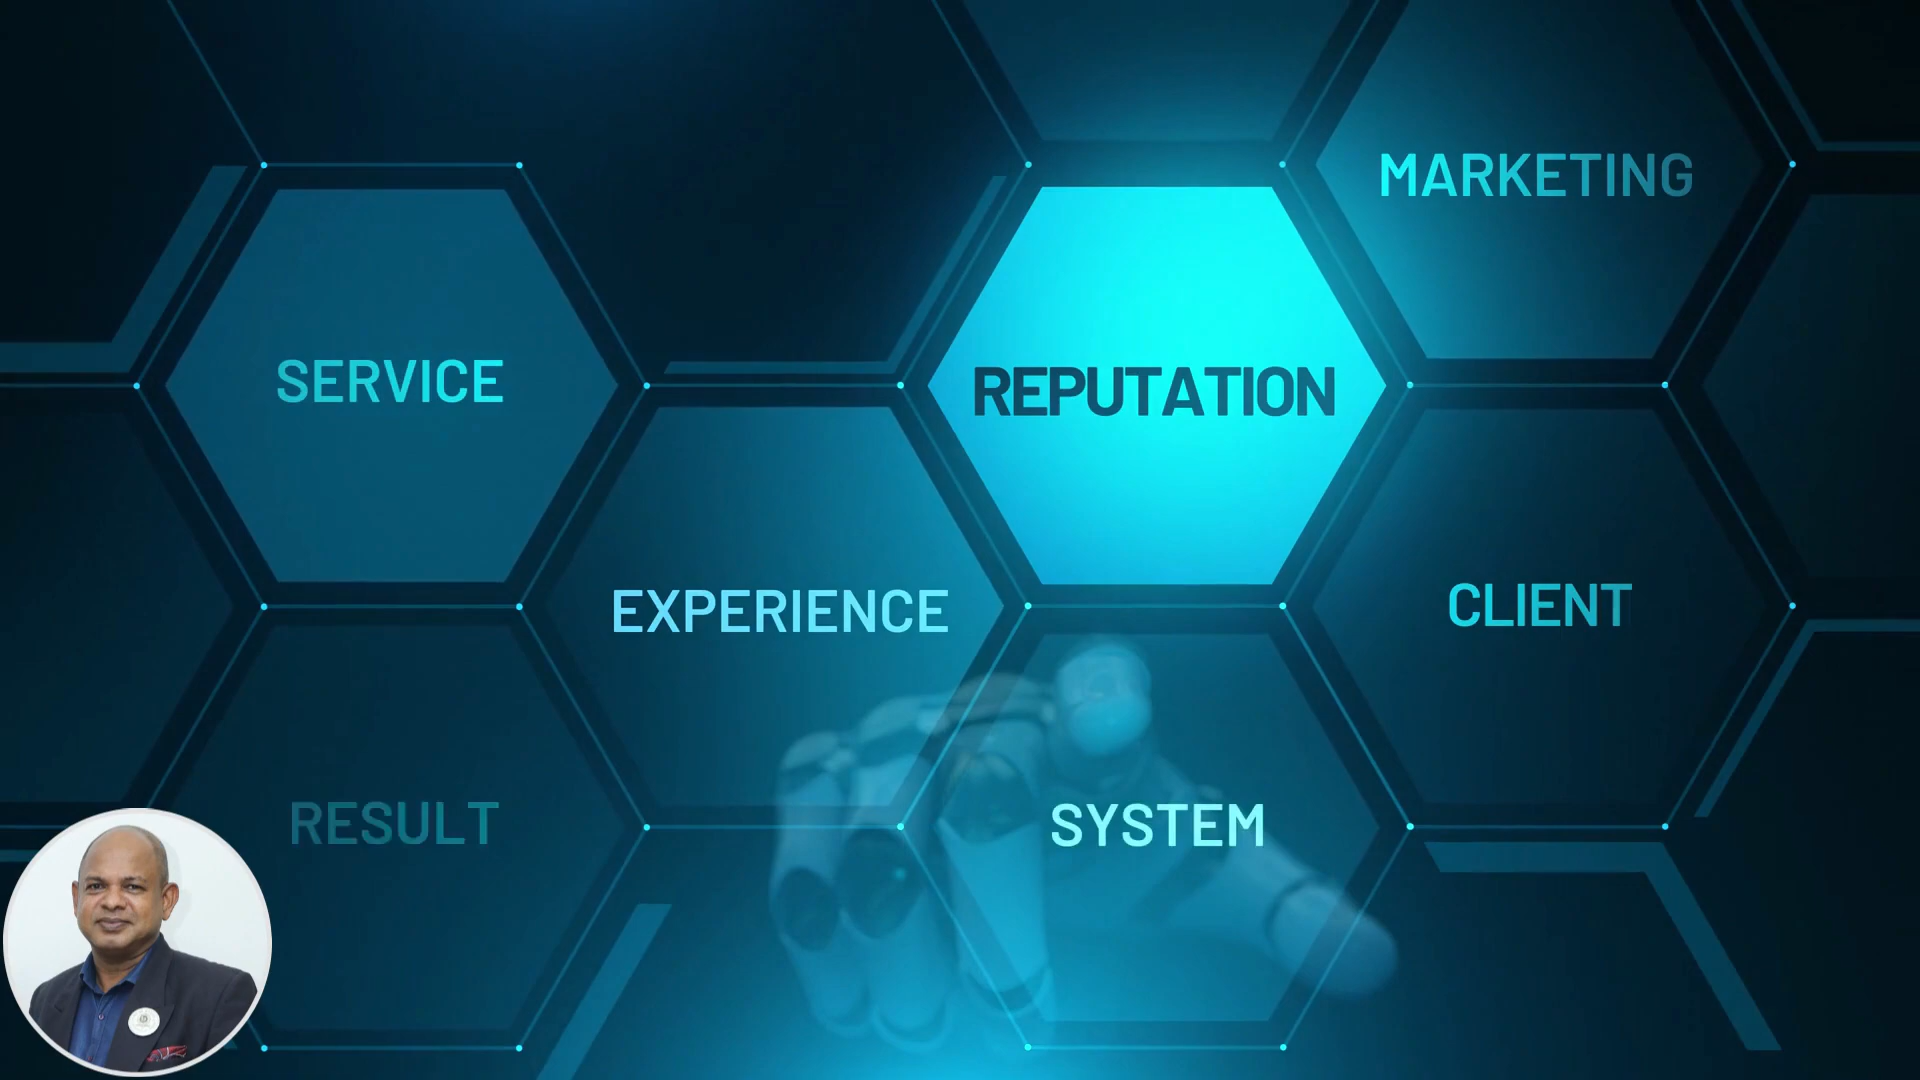 MARKETING
SERVICE
REPUTATION
EXPERIENCE
CLIENT
RESULT
SYSTEM